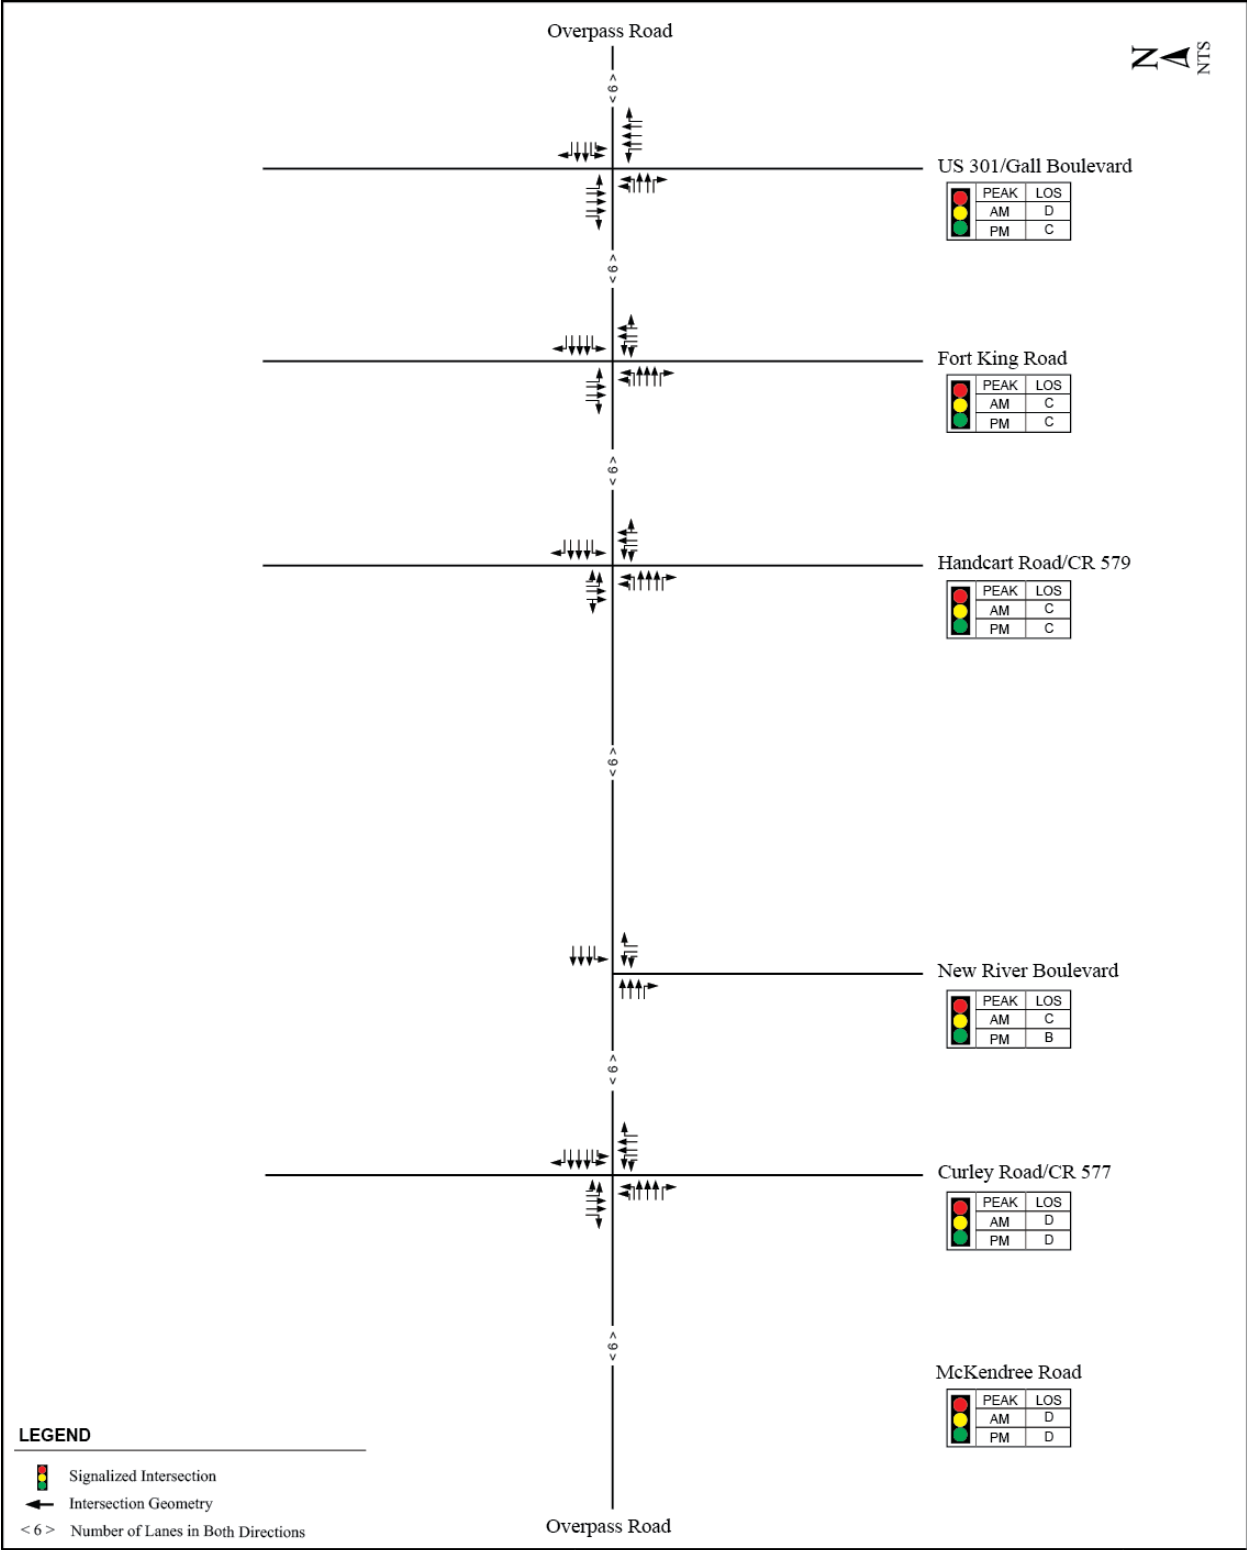 Overpass Road
N
NTS
< 6 >
US 301/Gall Boulevard
PEAK LOS
AM D
PM C
< 6 >
Fort King Road
PEAK LOS
AM C
PM C
< 6 >
Handcart Road/CR 579
PEAK LOS
AM C
PM C
< 6 >
New River Boulevard
PEAK LOS
AM C
PM B
< 6 >
Curley Road/CR 577
PEAK LOS
AM D
PM D
< 6 >
McKendree Road
PEAK LOS
AM D
PM D
LEGEND
Signalized Intersection
Intersection Geometry
< 6 > Number of Lanes in Both Directions
Overpass Road